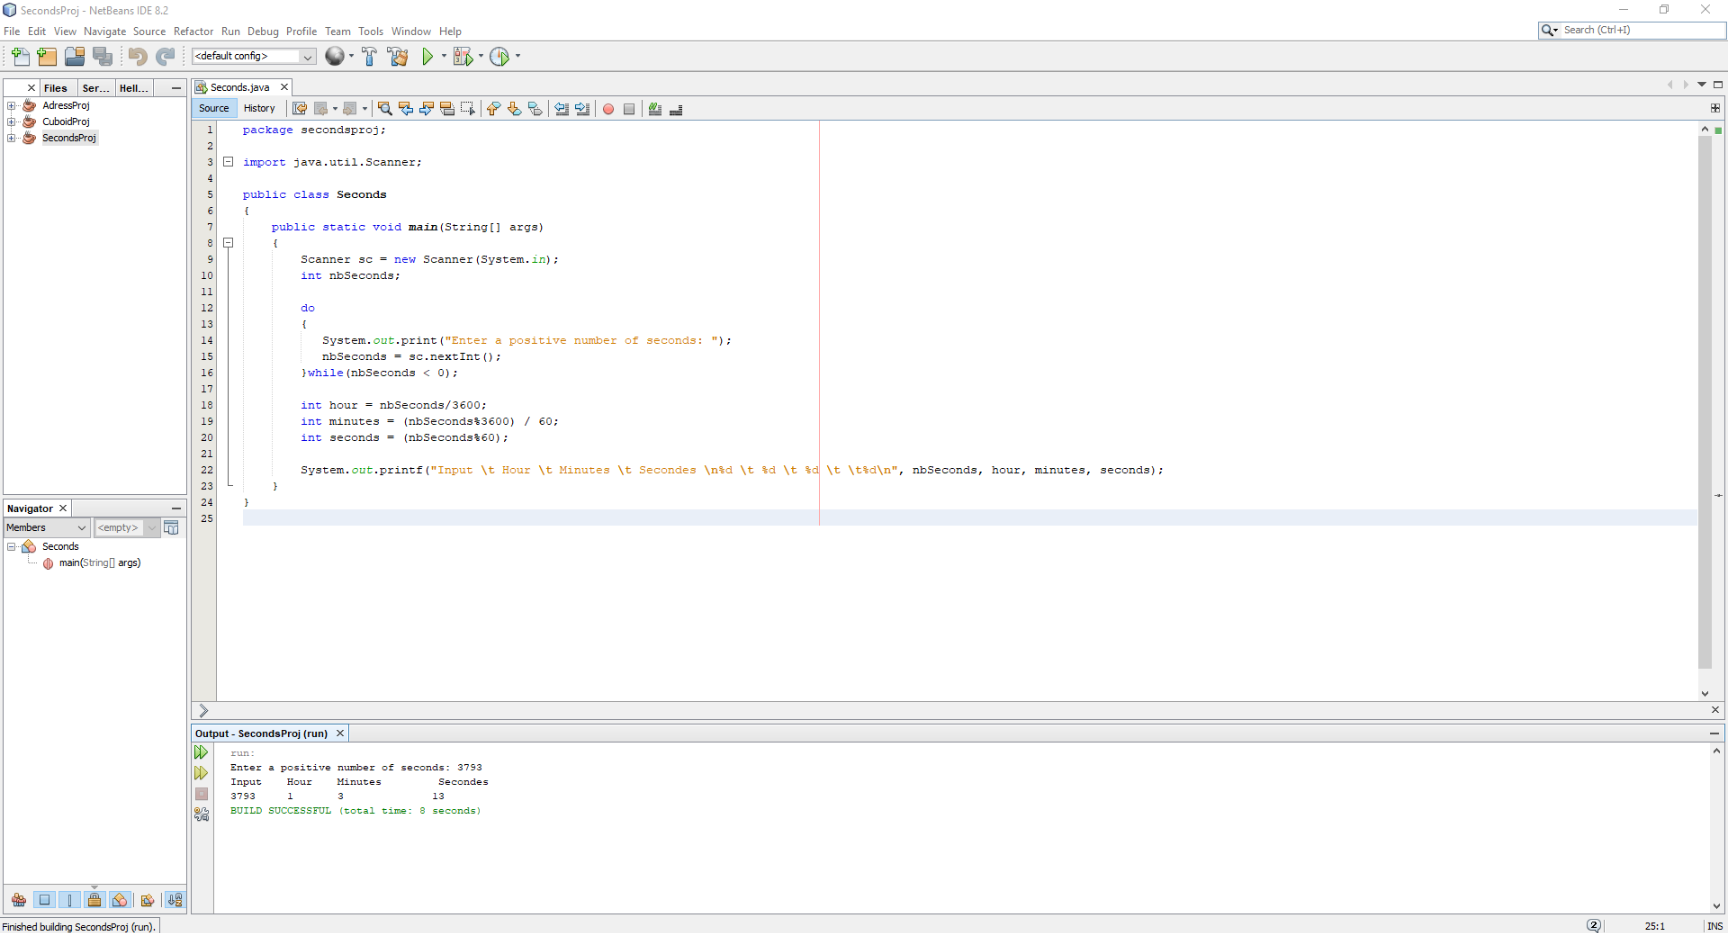 SecondsProj - NetBeans IDE 8.2
File Edit View Navigate Source Refactor Run Debug Profile Team Tools Window Help
Search (Ctrl+I)
<default config>
Files Ser... Hell...
AdressProj
CuboidProj
SecondsProj
Seconds.java
Source History
1 package secondsproj;
2
3 import java.util.Scanner;
4
5 public class Seconds
6 {
7 public static void main(String[] args)
8 {
9 Scanner sc = new Scanner(System.in);
10 int nbSeconds;
11
12 do
13 {
14 System.out.print("Enter a positive number of seconds: ");
15 nbSeconds = sc.nextInt();
16 }while(nbSeconds < 0);
17
18 int hour = nbSeconds/3600;
19 int minutes = (nbSeconds%3600) / 60;
20 int seconds = (nbSeconds%60);
21
22 System.out.printf("Input \t Hour \t Minutes \t Secondes \n%d \t %d \t %d \t \t%d\n", nbSeconds, hour, minutes, seconds);
23 }
24 }
25
Navigator
Members <empty>
Seconds
main(String[] args)
Output - SecondsProj (run)
run:
Enter a positive number of seconds: 3793
Input Hour Minutes Secondes
3793 1 3 13
BUILD SUCCESSFUL (total time: 8 seconds)
Finished building SecondsProj (run).
2 25:1 INS